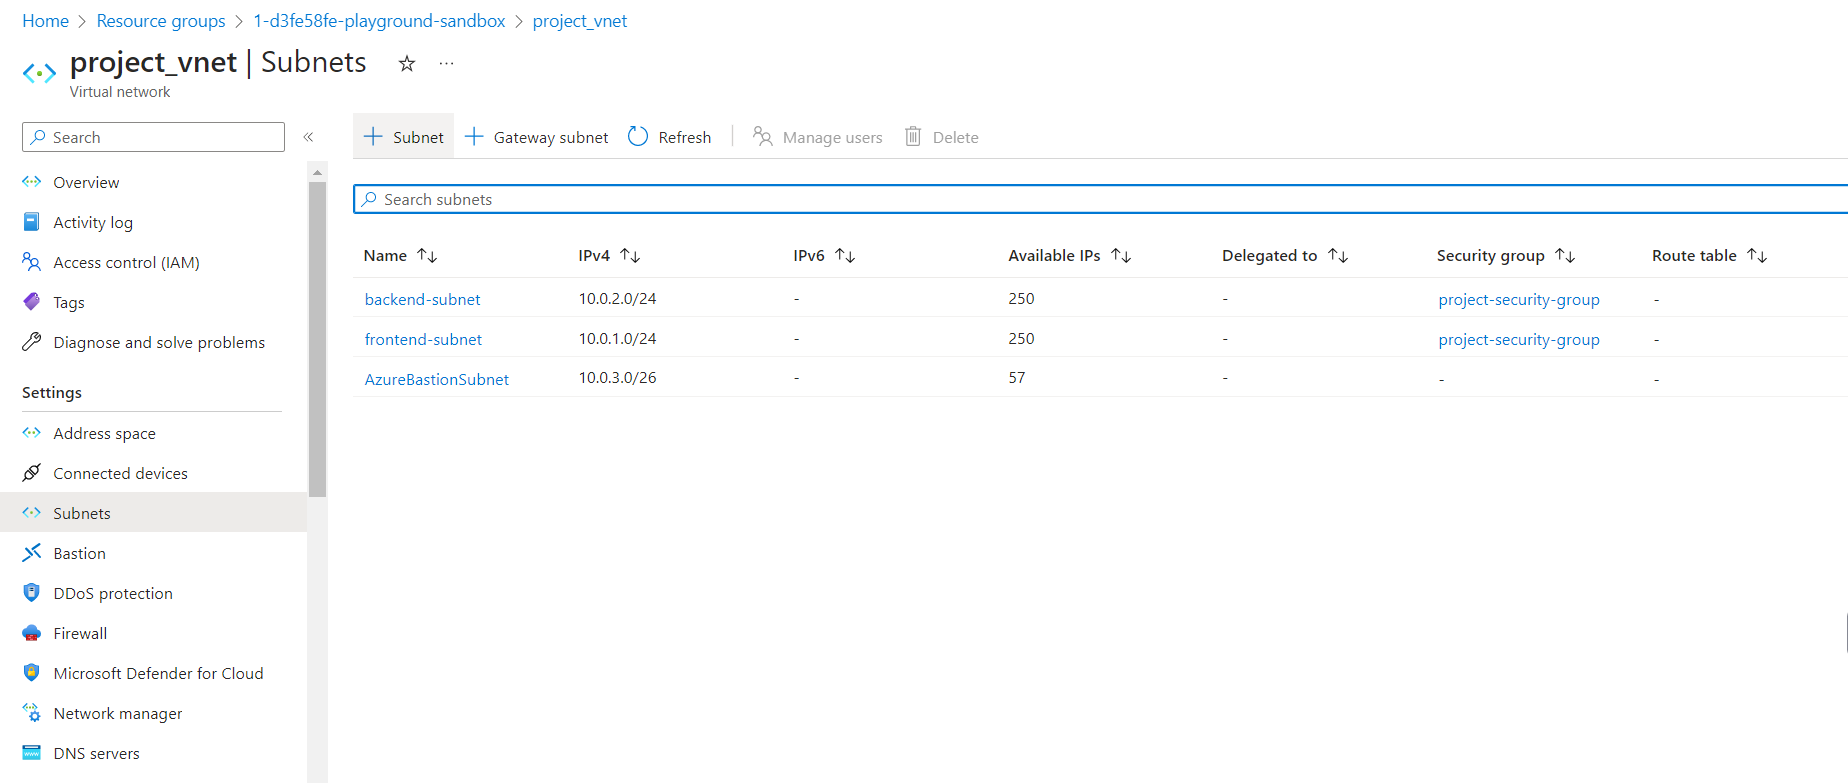 Home > Resource groups > 1-d3fe58fe-playground-sandbox > project_vnet
project_vnet | Subnets ☆ ...
Virtual network
Search «
Overview
Activity log
Access control (IAM)
Tags
Diagnose and solve problems
Settings
Address space
Connected devices
Subnets
Bastion
DDoS protection
Firewall
Microsoft Defender for Cloud
Network manager
DNS servers
+ Subnet + Gateway subnet Refresh | Manage users Delete
Search subnets
Name ↑↓ IPv4 ↑↓ IPv6 ↑↓ Available IPs ↑↓ Delegated to ↑↓ Security group ↑↓ Route table ↑↓
backend-subnet 10.0.2.0/24 - 250 - project-security-group -
frontend-subnet 10.0.1.0/24 - 250 - project-security-group -
AzureBastionSubnet 10.0.3.0/26 - 57 - - -